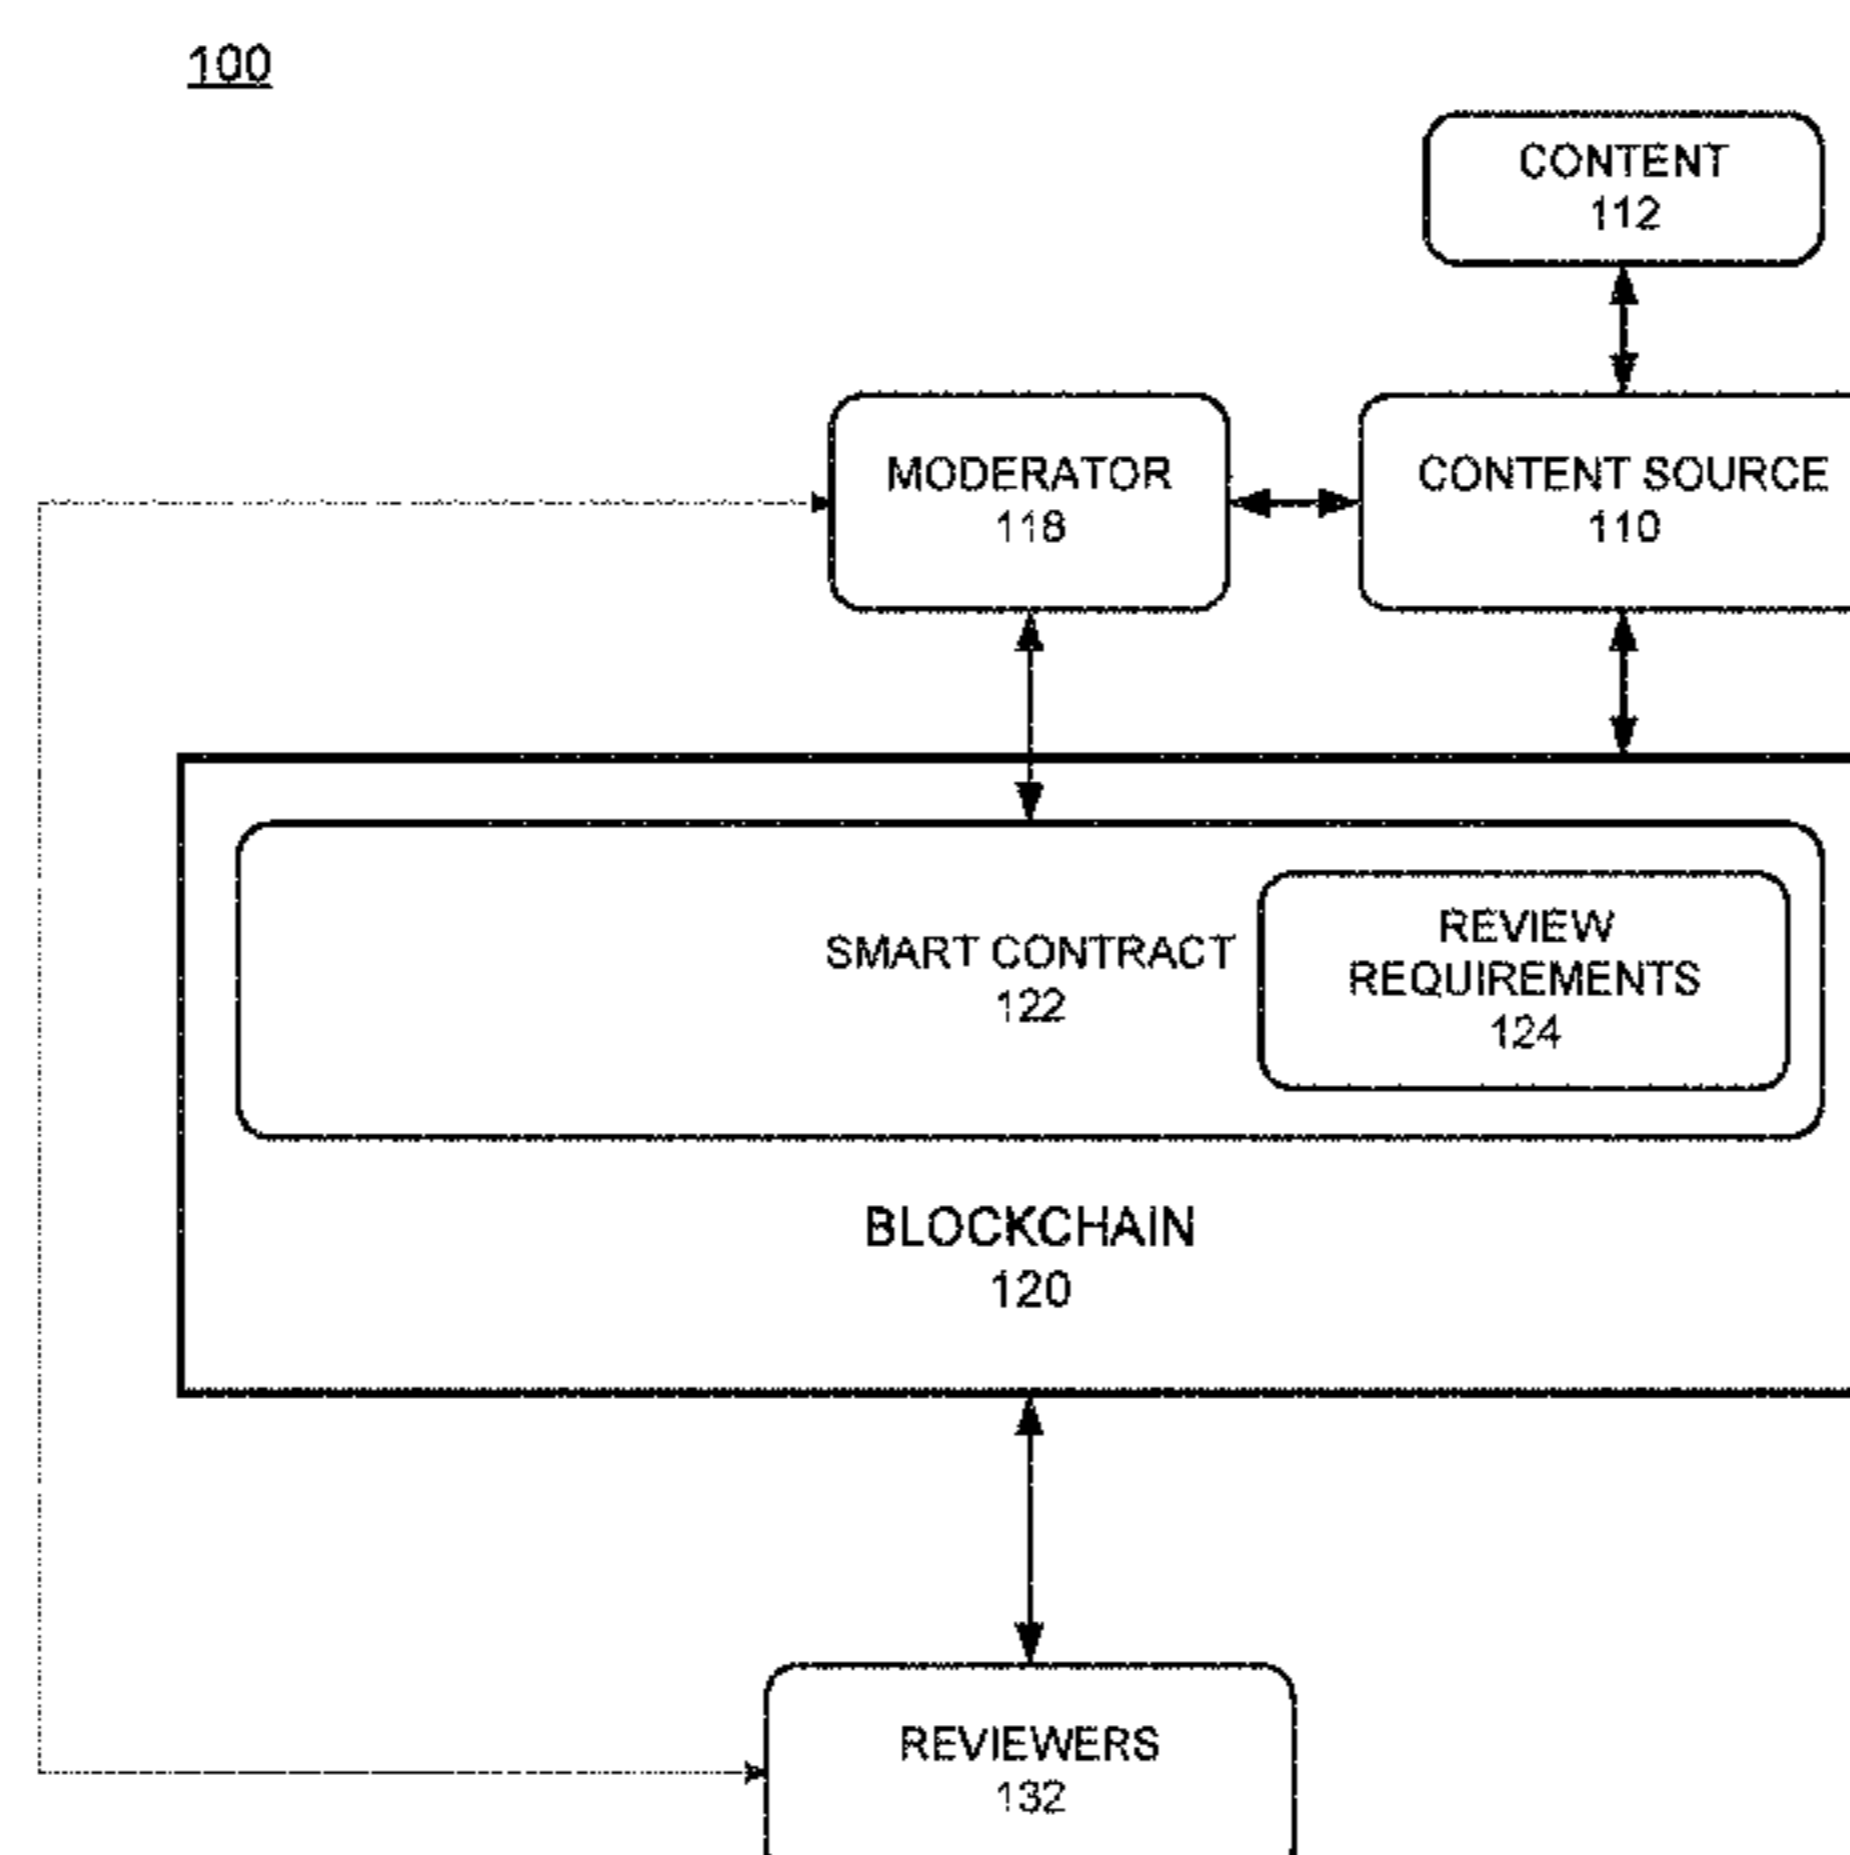 100
CONTENT
112
MODERATOR
118
CONTENT SOURCE
110
SMART CONTRACT
122
REVIEW
REQUIREMENTS
124
BLOCKCHAIN
120
REVIEWERS
132